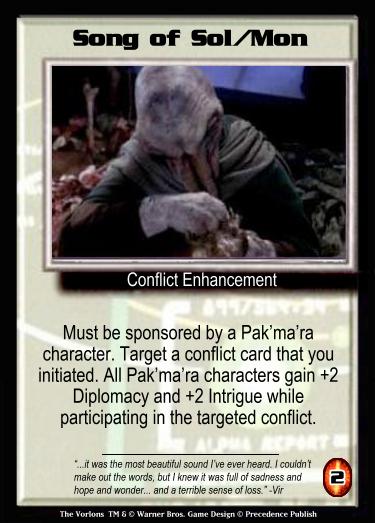 Song of Sol/Mon
Conflict Enhancement
Must be sponsored by a Pak'ma'ra
character. Target a conflict card that you
initiated. All Pak'ma'ra characters gain +2
Diplomacy and +2 Intrigue while
participating in the targeted conflict.
"...it was the most beautiful sound I've ever heard. I couldn't
make out the words, but I knew it was full of sadness and
hope and wonder... and a terrible sense of loss." -Vir
2
The Vorlons TM & © Warner Bros. Game Design © Precedence Publish